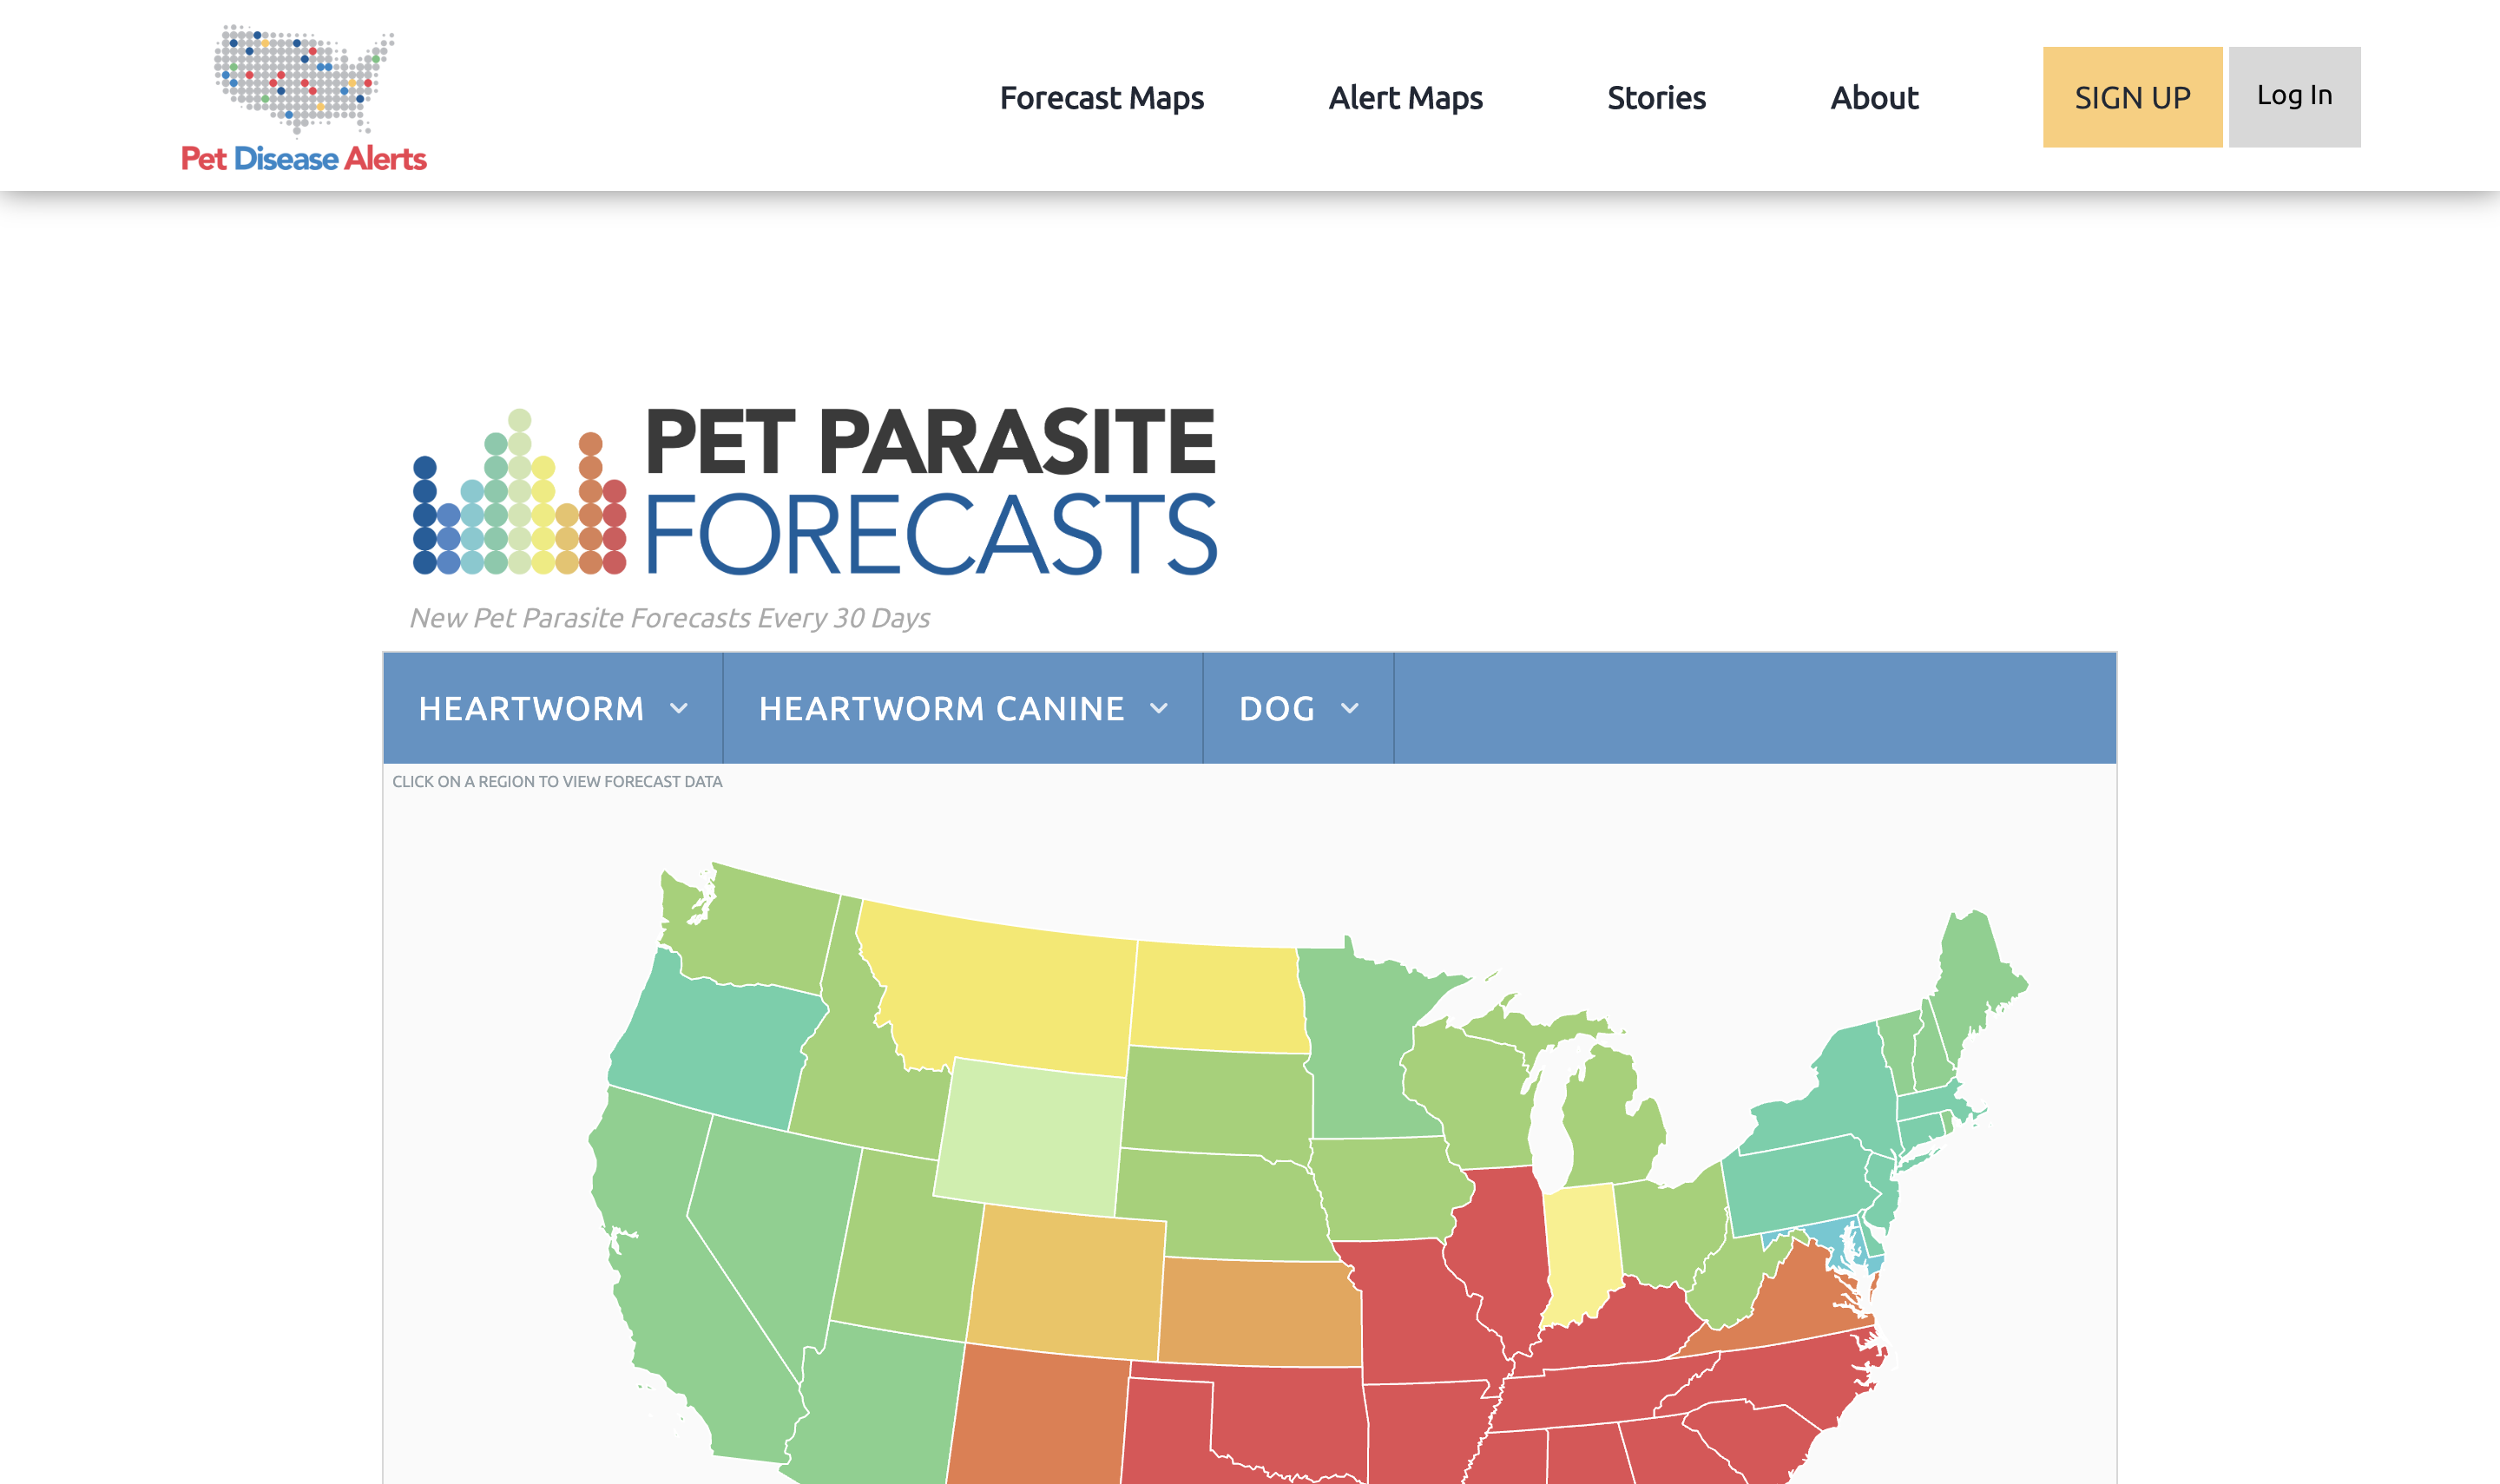 Pet Disease Alerts
Forecast Maps
Alert Maps
Stories
About
SIGN UP
Log In
PET PARASITE
FORECASTS
New Pet Parasite Forecasts Every 30 Days
HEARTWORM
HEARTWORM CANINE
DOG
CLICK ON A REGION TO VIEW FORECAST DATA